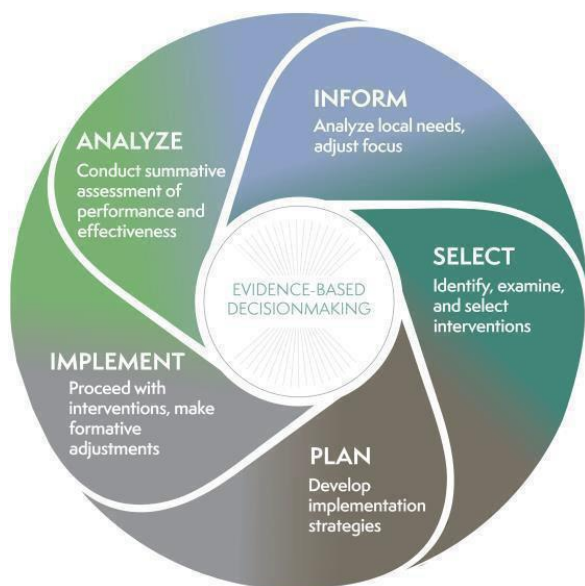 INFORM
Analyze local needs,
adjust focus
SELECT
Identify, examine,
and select
interventions
PLAN
Develop
implementation
strategies
IMPLEMENT
Proceed with
interventions, make
formative
adjustments
ANALYZE
Conduct summative
assessment of
performance and
effectiveness
EVIDENCE-BASED
DECISIONMAKING